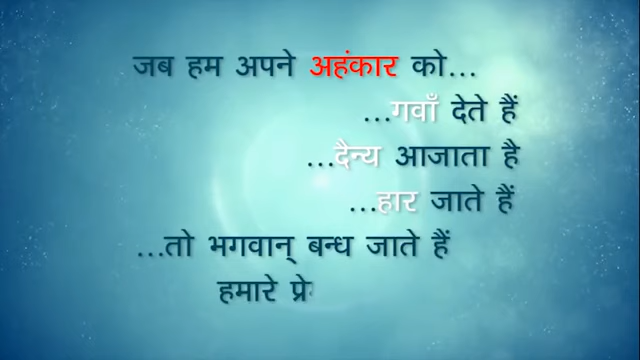 जब हम अपने अहंकार को...
...गवाँ देते हैं
...दैन्य आजाता है
...हार जाते हैं
...तो भगवान् बन्ध जाते हैं
हमारे